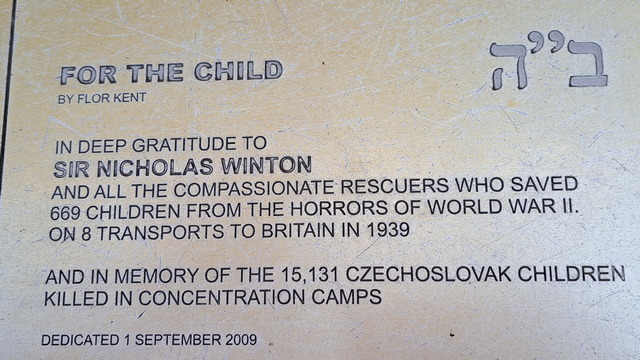 FOR THE CHILD
ב״ה
BY FLOR KENT
IN DEEP GRATITUDE TO
SIR NICHOLAS WINTON
AND ALL THE COMPASSIONATE RESCUERS WHO SAVED
669 CHILDREN FROM THE HORRORS OF WORLD WAR II.
ON 8 TRANSPORTS TO BRITAIN IN 1939
AND IN MEMORY OF THE 15,131 CZECHOSLOVAK CHILDREN
KILLED IN CONCENTRATION CAMPS
DEDICATED 1 SEPTEMBER 2009